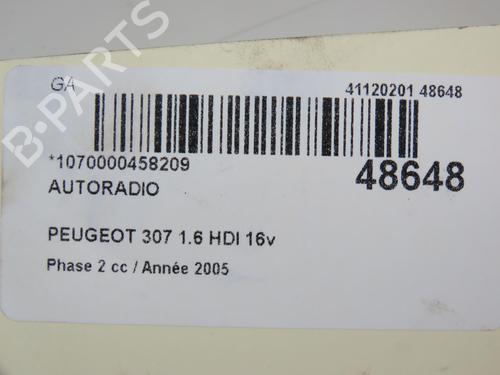 GA 41120201 48648
*1070000458209 48648
AUTORADIO
PEUGEOT 307 1.6 HDI 16v
Phase 2 cc / Année 2005
B-PARTS